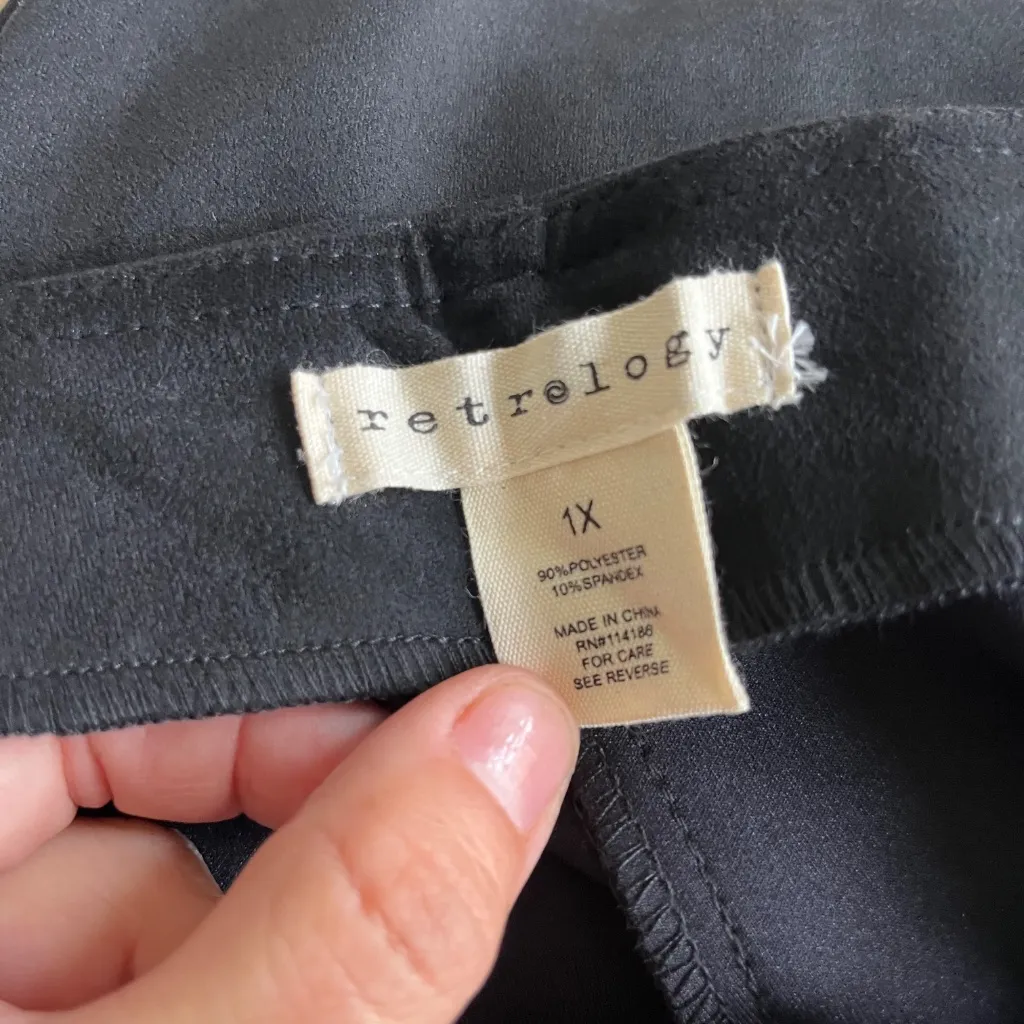 retrology
1X
90%POLYESTER
10%SPANDEX
MADE IN CHINA
RN#114186
FOR CARE
SEE REVERSE